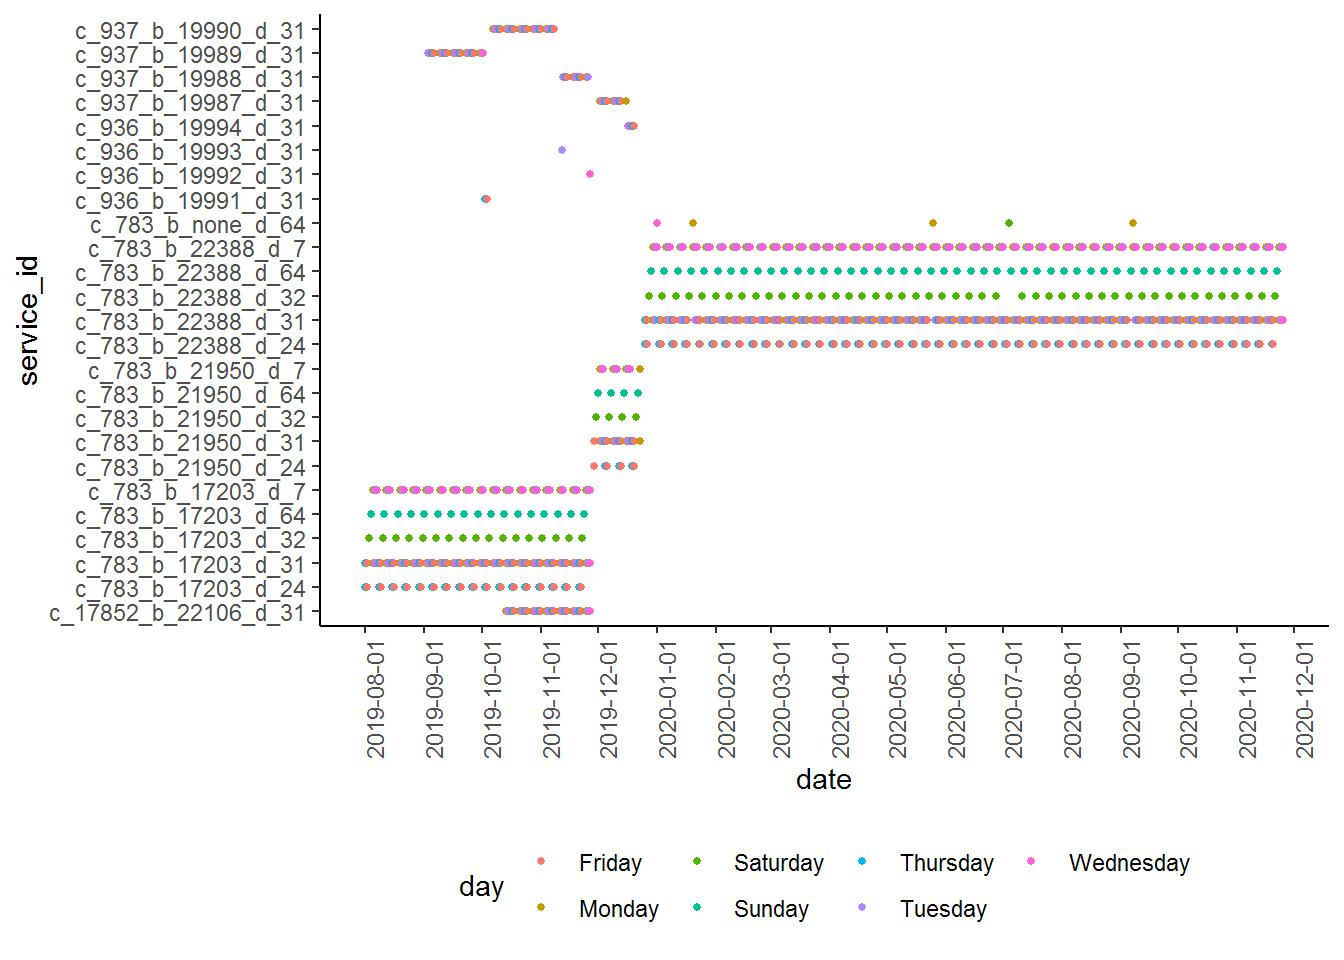 c_937_b_19990_d_31
c_937_b_19989_d_31
c_937_b_19988_d_31
c_937_b_19987_d_31
c_936_b_19994_d_31
c_936_b_19993_d_31
c_936_b_19992_d_31
c_936_b_19991_d_31
c_783_b_none_d_64
c_783_b_22388_d_7
c_783_b_22388_d_64
c_783_b_22388_d_32
c_783_b_22388_d_31
c_783_b_22388_d_24
c_783_b_21950_d_7
c_783_b_21950_d_64
c_783_b_21950_d_32
c_783_b_21950_d_31
c_783_b_21950_d_24
c_783_b_17203_d_7
c_783_b_17203_d_64
c_783_b_17203_d_32
c_783_b_17203_d_31
c_783_b_17203_d_24
c_17852_b_22106_d_31
service_id
2019-08-01
2019-09-01
2019-10-01
2019-11-01
2019-12-01
2020-01-01
2020-02-01
2020-03-01
2020-04-01
2020-05-01
2020-06-01
2020-07-01
2020-08-01
2020-09-01
2020-10-01
2020-11-01
2020-12-01
date
day
Friday Saturday Thursday Wednesday
Monday Sunday Tuesday